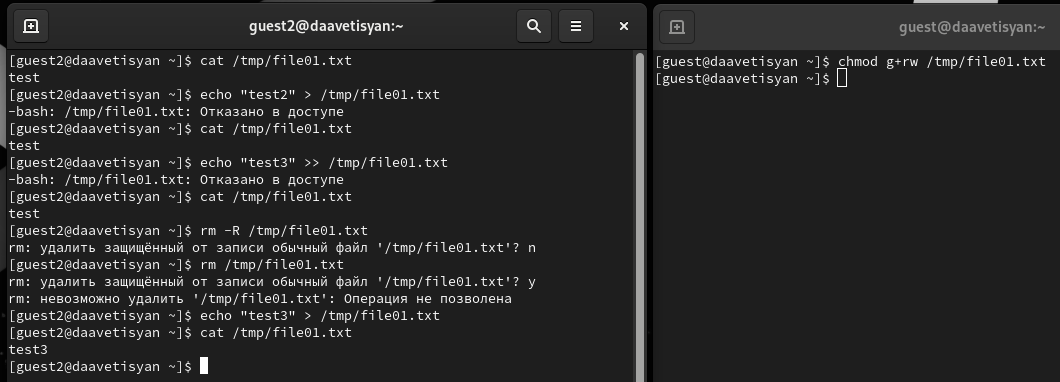 guest2@daavetisyan:~
[guest2@daavetisyan ~]$ cat /tmp/file01.txt
test
[guest2@daavetisyan ~]$ echo "test2" > /tmp/file01.txt
-bash: /tmp/file01.txt: Отказано в доступе
[guest2@daavetisyan ~]$ cat /tmp/file01.txt
test
[guest2@daavetisyan ~]$ echo "test3" >> /tmp/file01.txt
-bash: /tmp/file01.txt: Отказано в доступе
[guest2@daavetisyan ~]$ cat /tmp/file01.txt
test
[guest2@daavetisyan ~]$ rm -R /tmp/file01.txt
rm: удалить защищённый от записи обычный файл '/tmp/file01.txt'? n
[guest2@daavetisyan ~]$ rm /tmp/file01.txt
rm: удалить защищённый от записи обычный файл '/tmp/file01.txt'? y
rm: невозможно удалить '/tmp/file01.txt': Операция не позволена
[guest2@daavetisyan ~]$ echo "test3" > /tmp/file01.txt
[guest2@daavetisyan ~]$ cat /tmp/file01.txt
test3
[guest2@daavetisyan ~]$
guest@daavetisyan:~
[guest@daavetisyan ~]$ chmod g+rw /tmp/file01.txt
[guest@daavetisyan ~]$